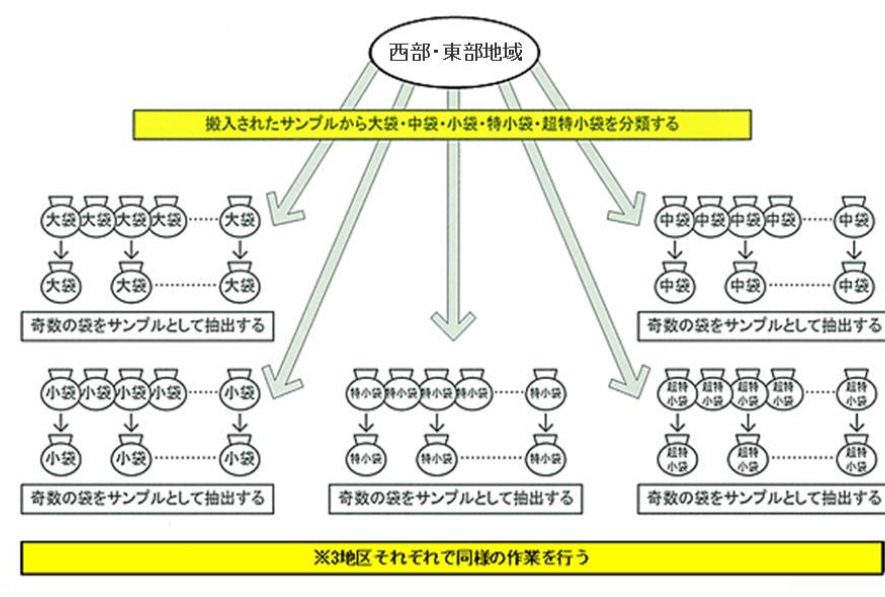 西部・東部地域
搬入されたサンプルから大袋・中袋・小袋・特小袋・超特小袋を分類する
大袋 大袋 大袋 大袋 …… 大袋
大袋 大袋 ……… 大袋
奇数の袋をサンプルとして抽出する
中袋 中袋 中袋 中袋 …… 中袋
中袋 中袋 ……… 中袋
奇数の袋をサンプルとして抽出する
小袋 小袋 小袋 小袋 …… 小袋
小袋 小袋 ……… 小袋
奇数の袋をサンプルとして抽出する
特小袋 特小袋 特小袋 特小袋 …… 特小袋
特小袋 特小袋 ……… 特小袋
奇数の袋をサンプルとして抽出する
超特小袋 超特小袋 超特小袋 超特小袋 …… 超特小袋
超特小袋 超特小袋 ……… 超特小袋
奇数の袋をサンプルとして抽出する
※3地区それぞれで同様の作業を行う